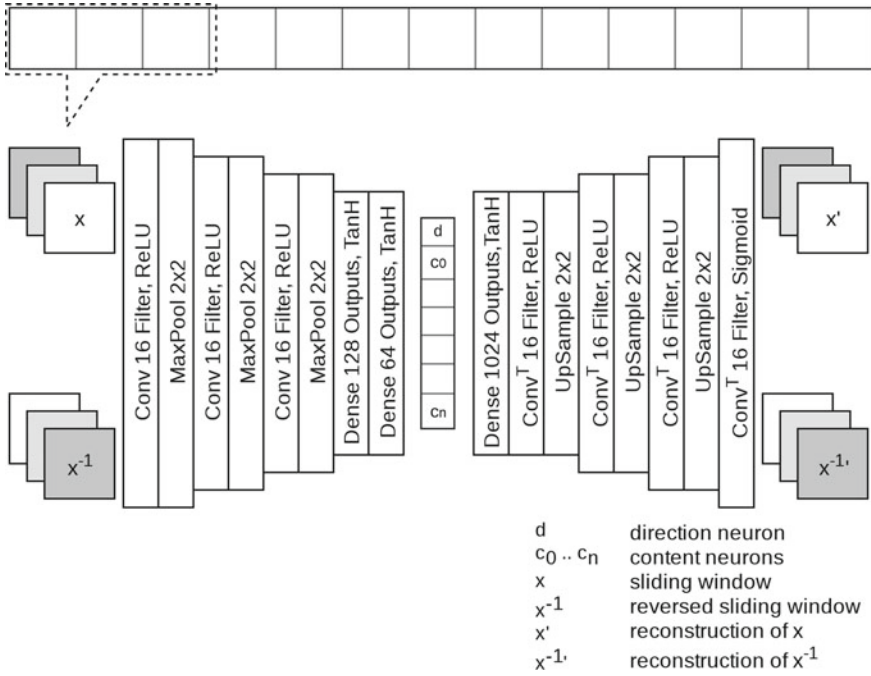 x
x⁻¹
Conv 16 Filter, ReLU
MaxPool 2x2
Conv 16 Filter, ReLU
MaxPool 2x2
Conv 16 Filter, ReLU
MaxPool 2x2
Dense 128 Outputs, TanH
Dense 64 Outputs, TanH
d
c₀
cₙ
Dense 1024 Outputs,TanH
Convᵀ 16 Filter, ReLU
UpSample 2x2
Convᵀ 16 Filter, ReLU
UpSample 2x2
Convᵀ 16 Filter, ReLU
UpSample 2x2
Convᵀ 16 Filter, Sigmoid
x'
x⁻¹'
d direction neuron
c₀ .. cₙ content neurons
x sliding window
x⁻¹ reversed sliding window
x' reconstruction of x
x⁻¹' reconstruction of x⁻¹